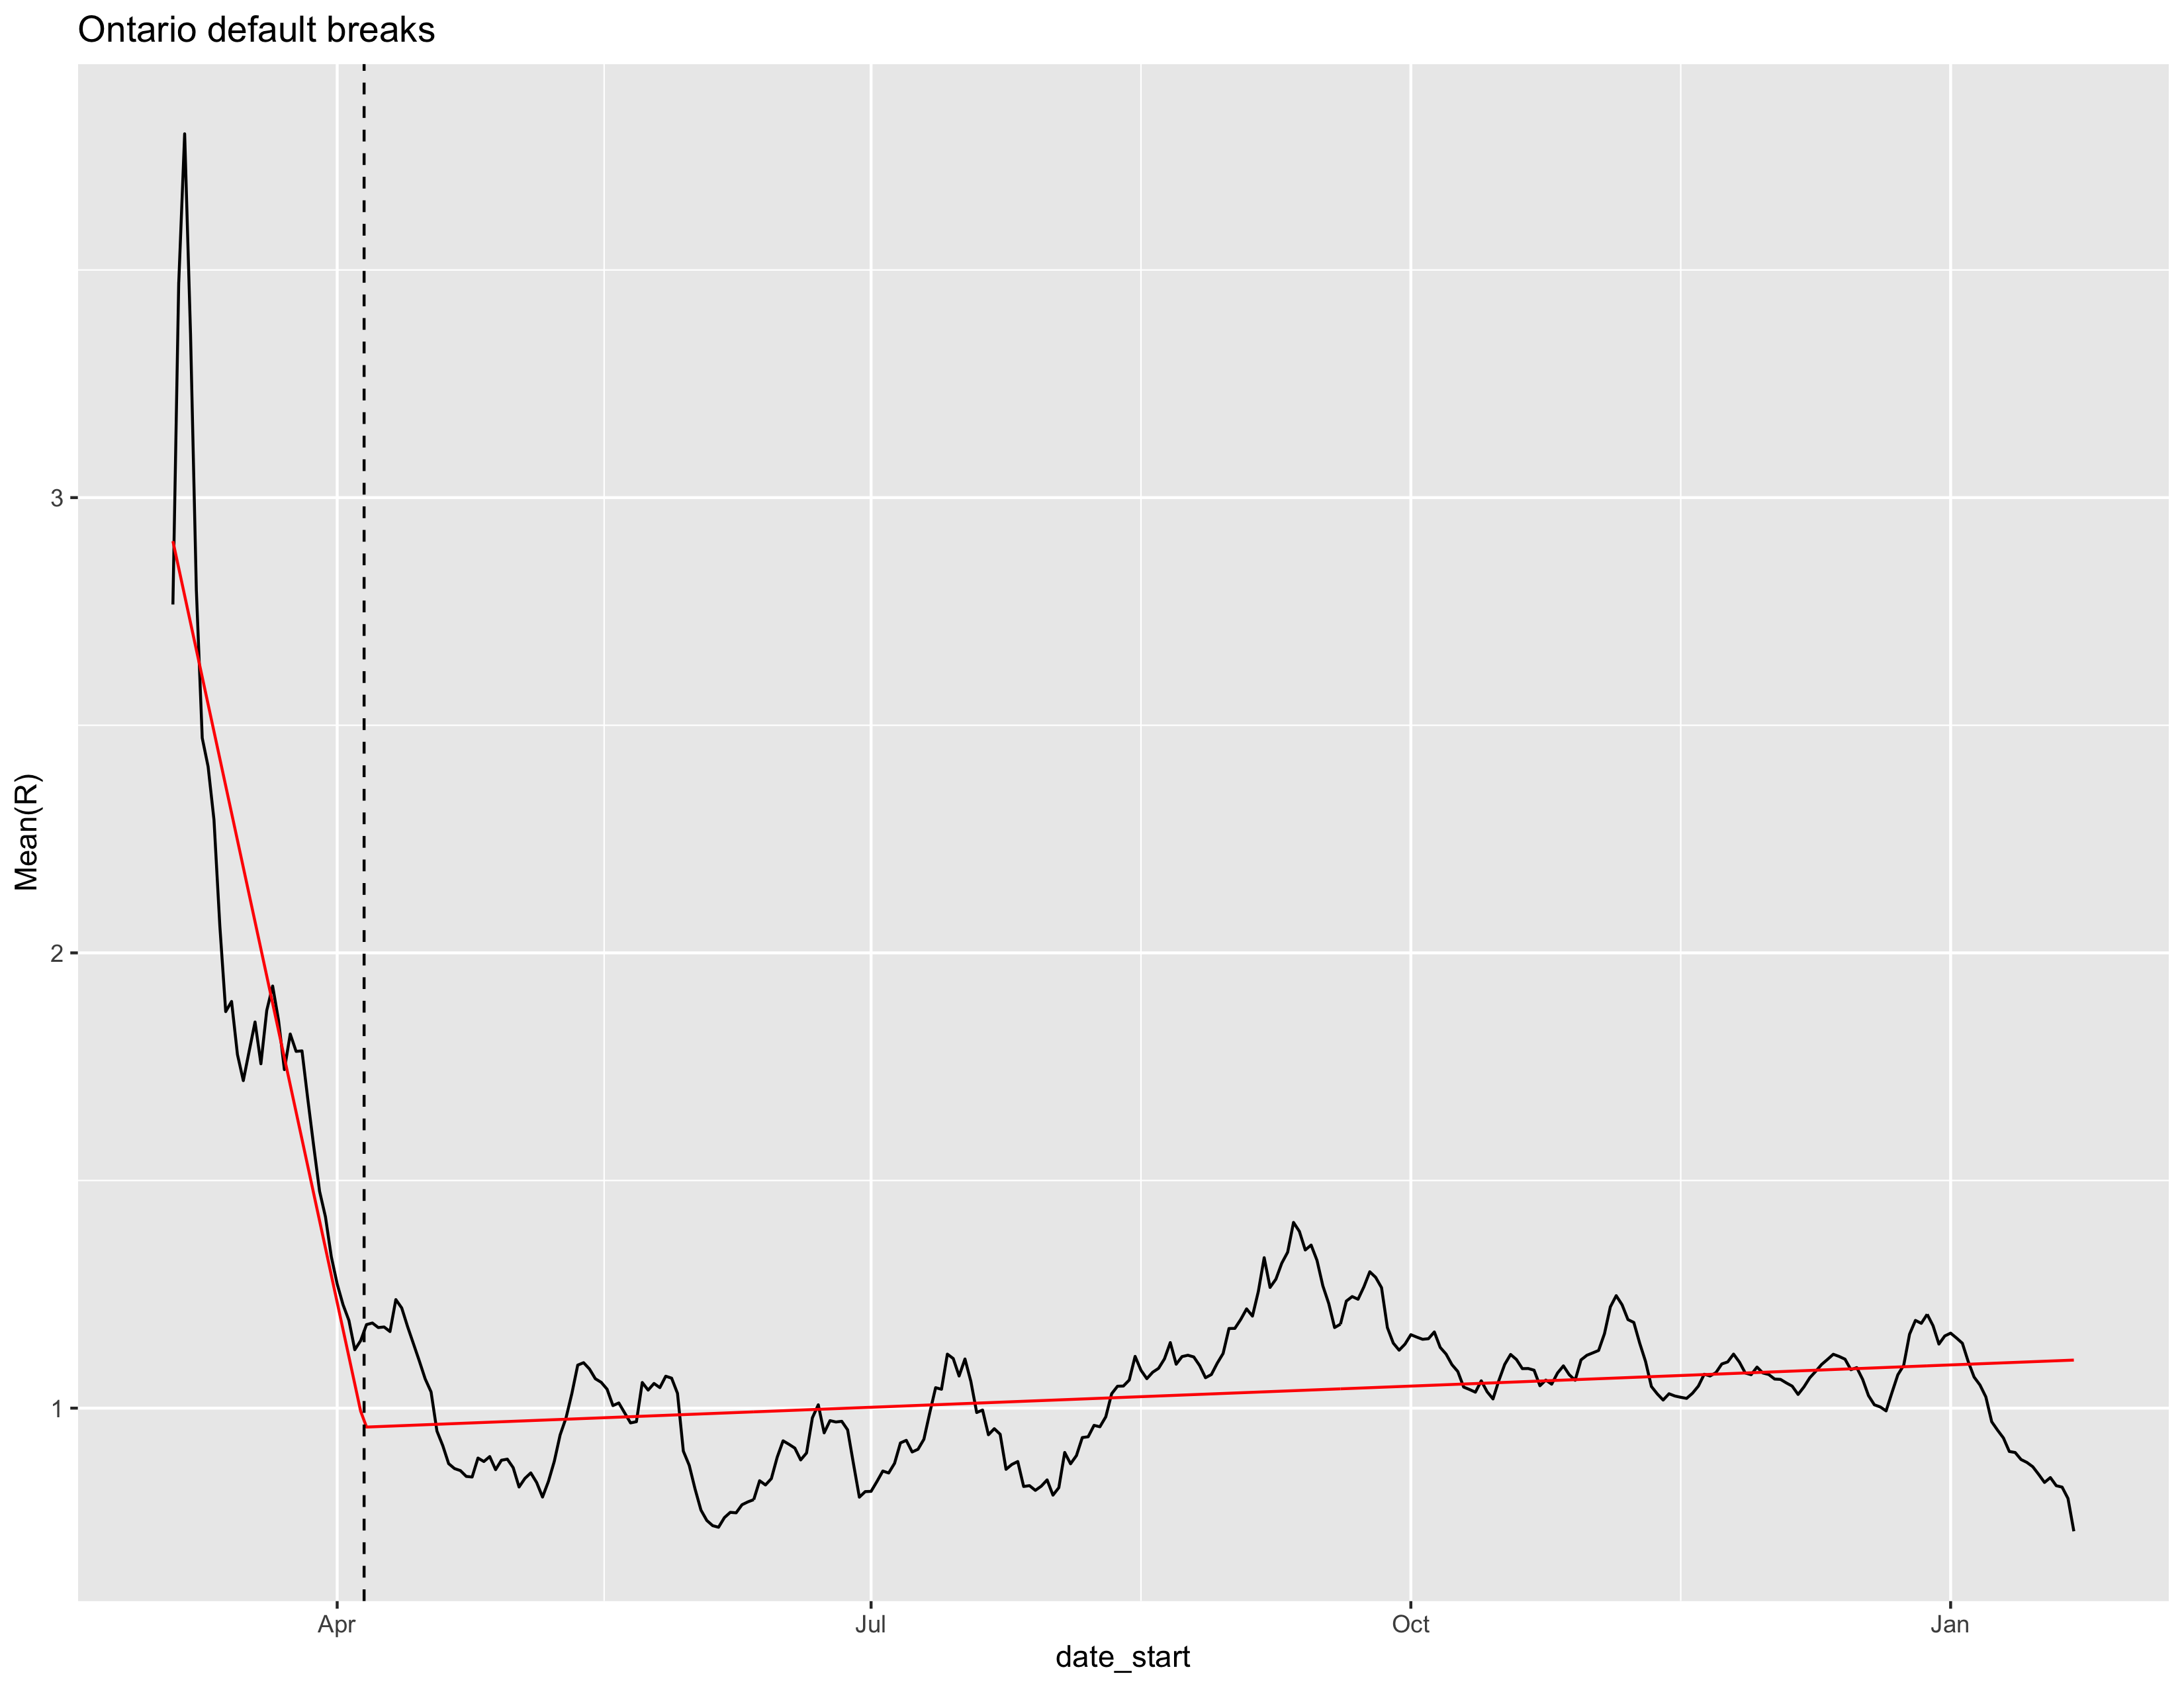 Ontario default breaks
Mean(R)
3
2
1
Apr
Jul
Oct
Jan
date_start